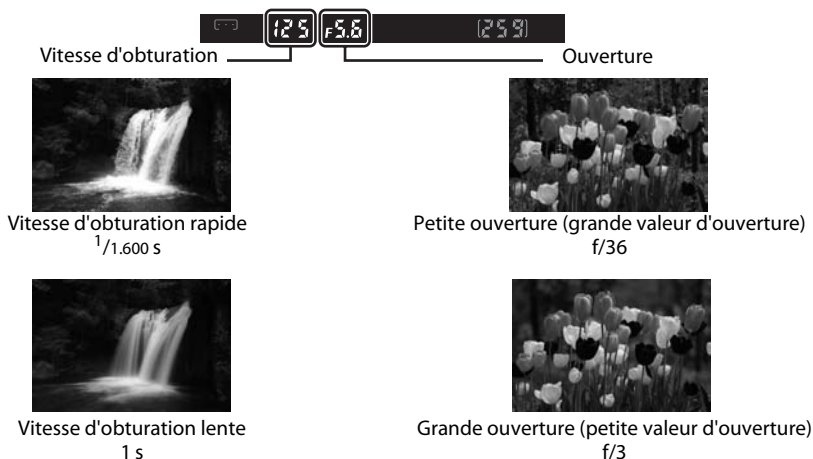 125 F5.6 [259]
Vitesse d'obturation Ouverture
Vitesse d'obturation rapide
1/1.600 s
Petite ouverture (grande valeur d'ouverture)
f/36
Vitesse d'obturation lente
1 s
Grande ouverture (petite valeur d'ouverture)
f/3